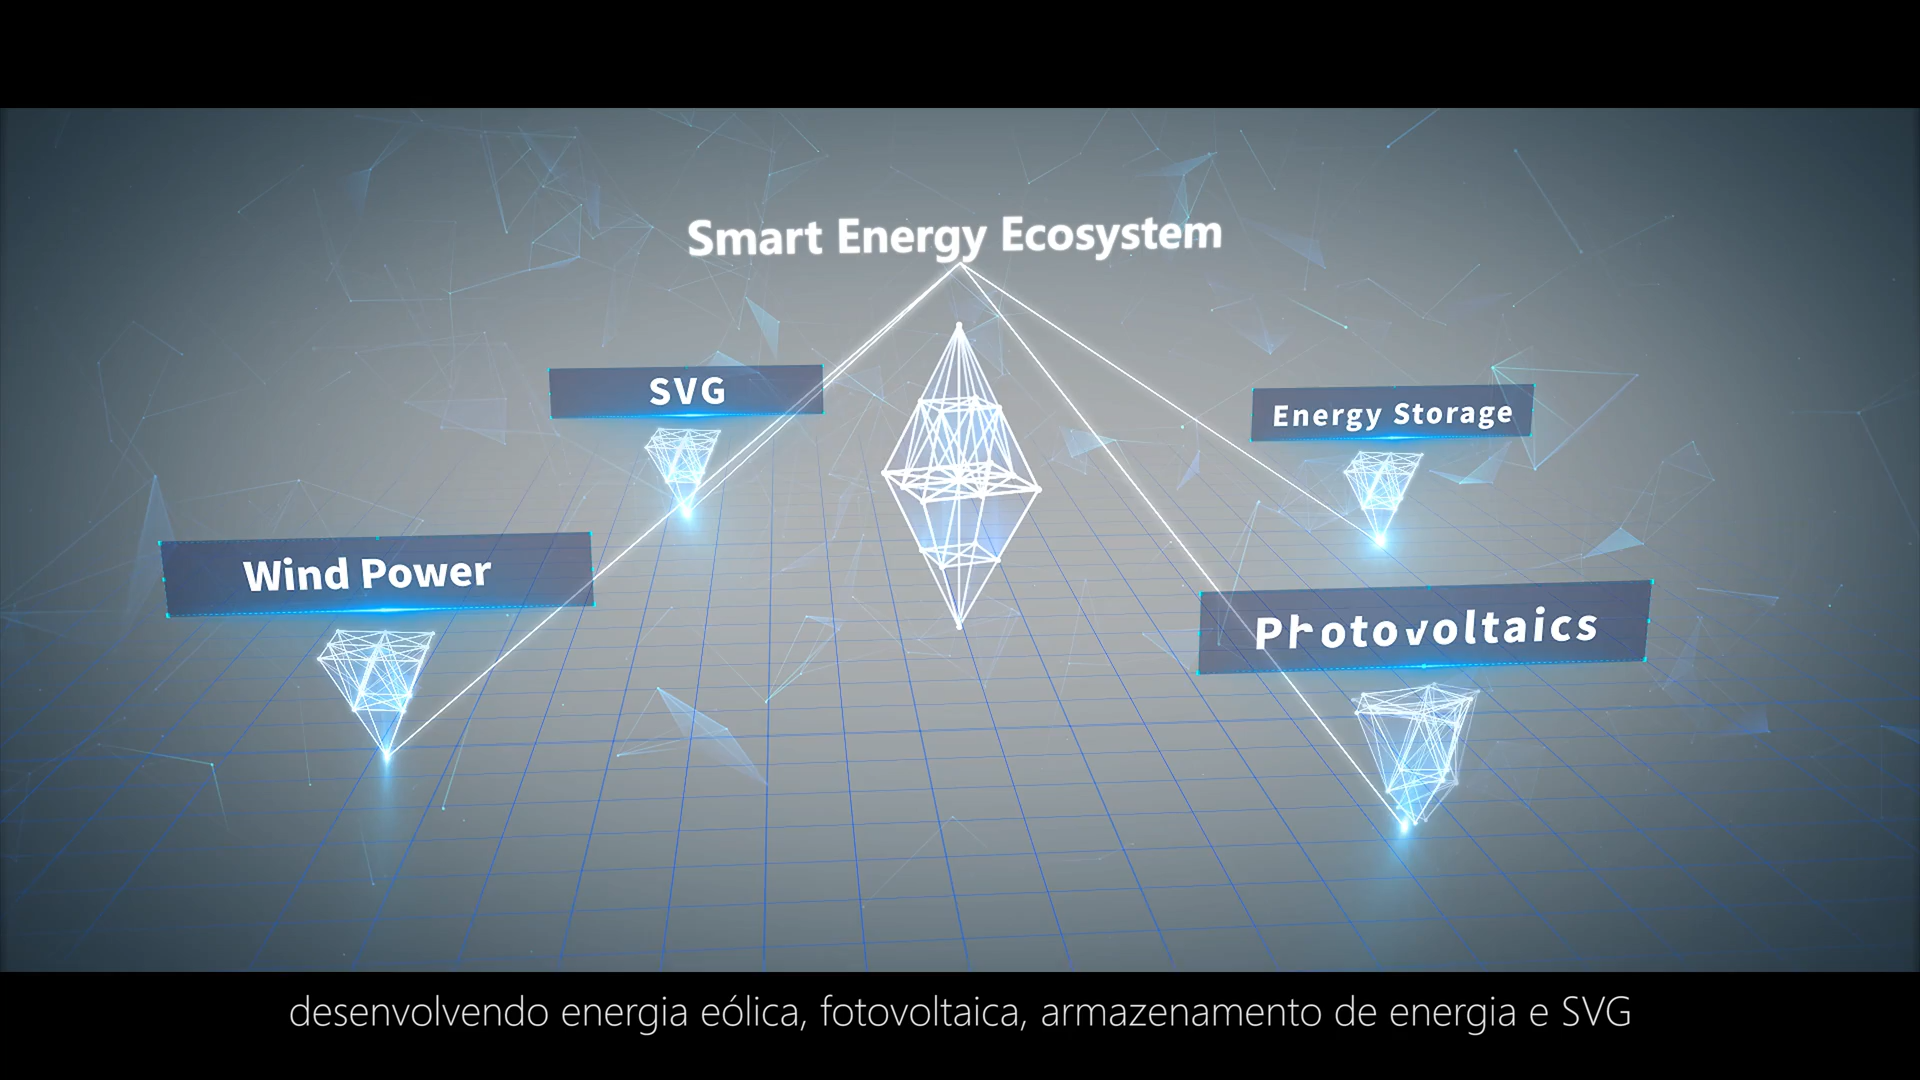 Smart Energy Ecosystem
SVG
Energy Storage
Wind Power
Photovoltaics
desenvolvendo energia eólica, fotovoltaica, armazenamento de energia e SVG